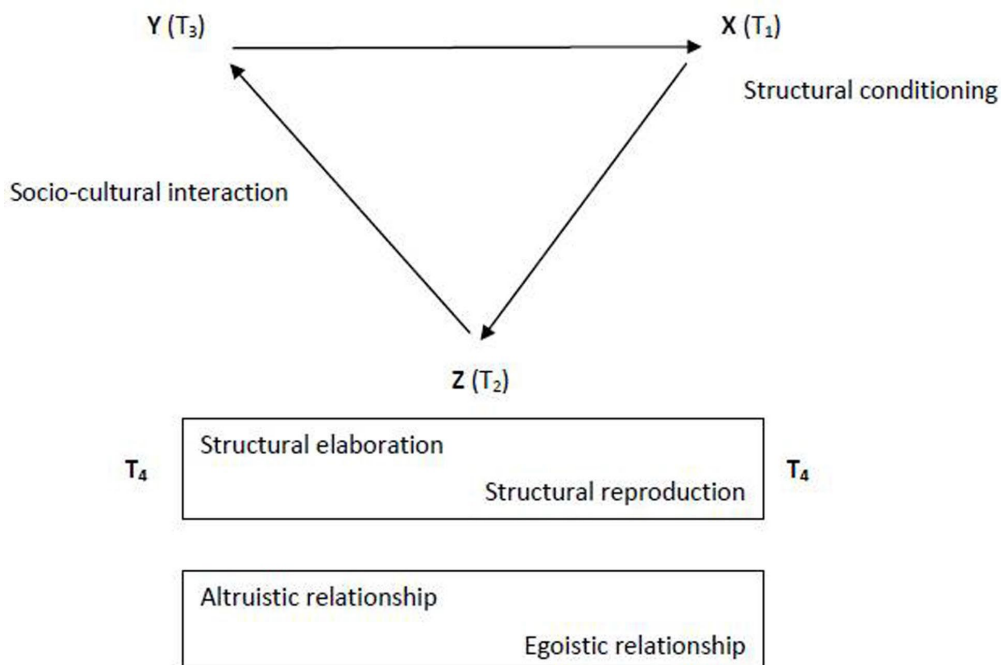 Y (T₃)
X (T₁)
Structural conditioning
Socio-cultural interaction
Z (T₂)
Structural elaboration
T₄
T₄
Structural reproduction
Altruistic relationship
Egoistic relationship